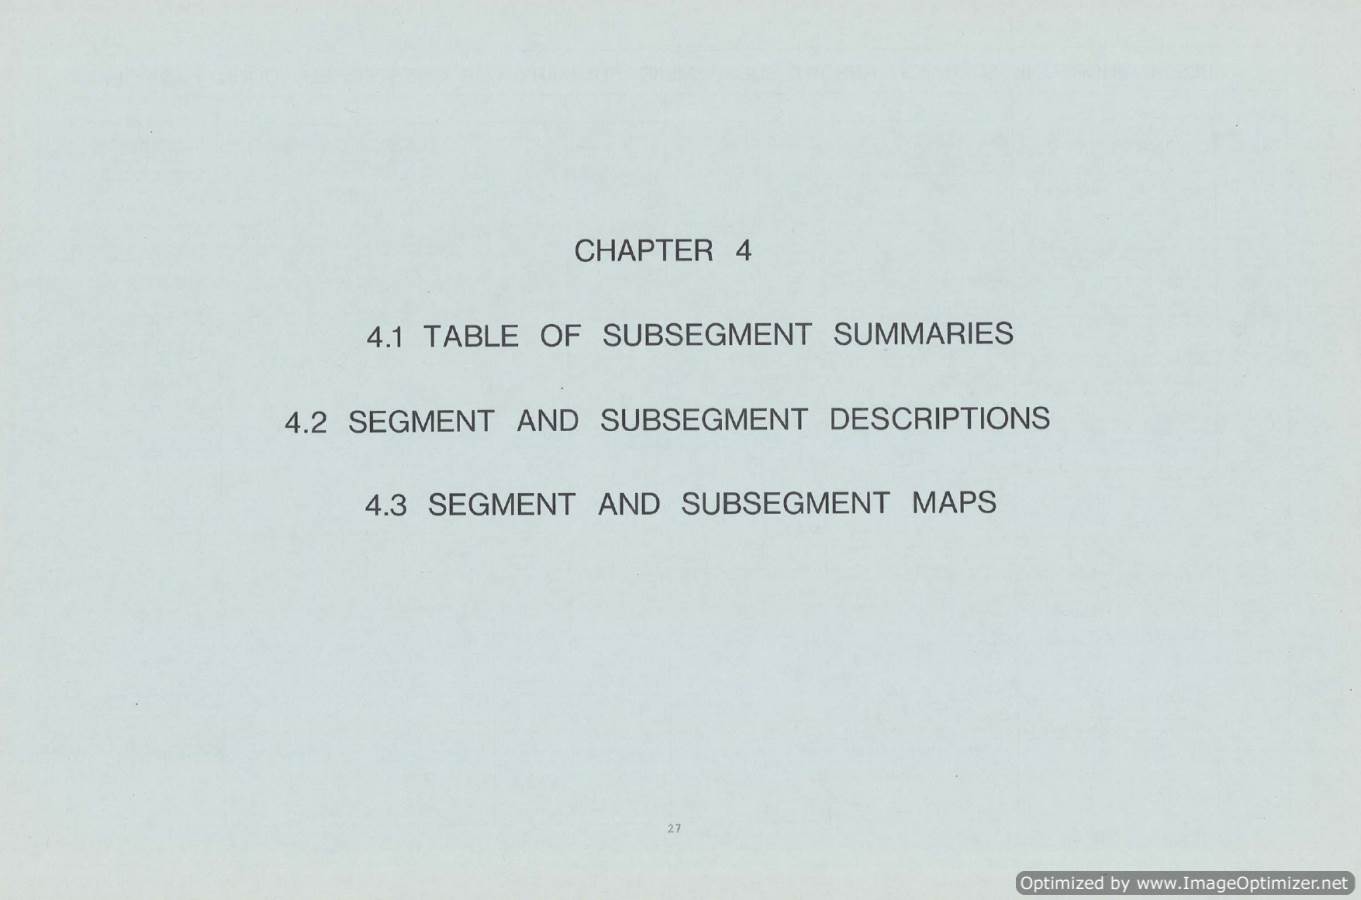 CHAPTER 4
4.1 TABLE OF SUBSEGMENT SUMMARIES
4.2 SEGMENT AND SUBSEGMENT DESCRIPTIONS
4.3 SEGMENT AND SUBSEGMENT MAPS
27
Optimized by www.ImageOptimizer.net